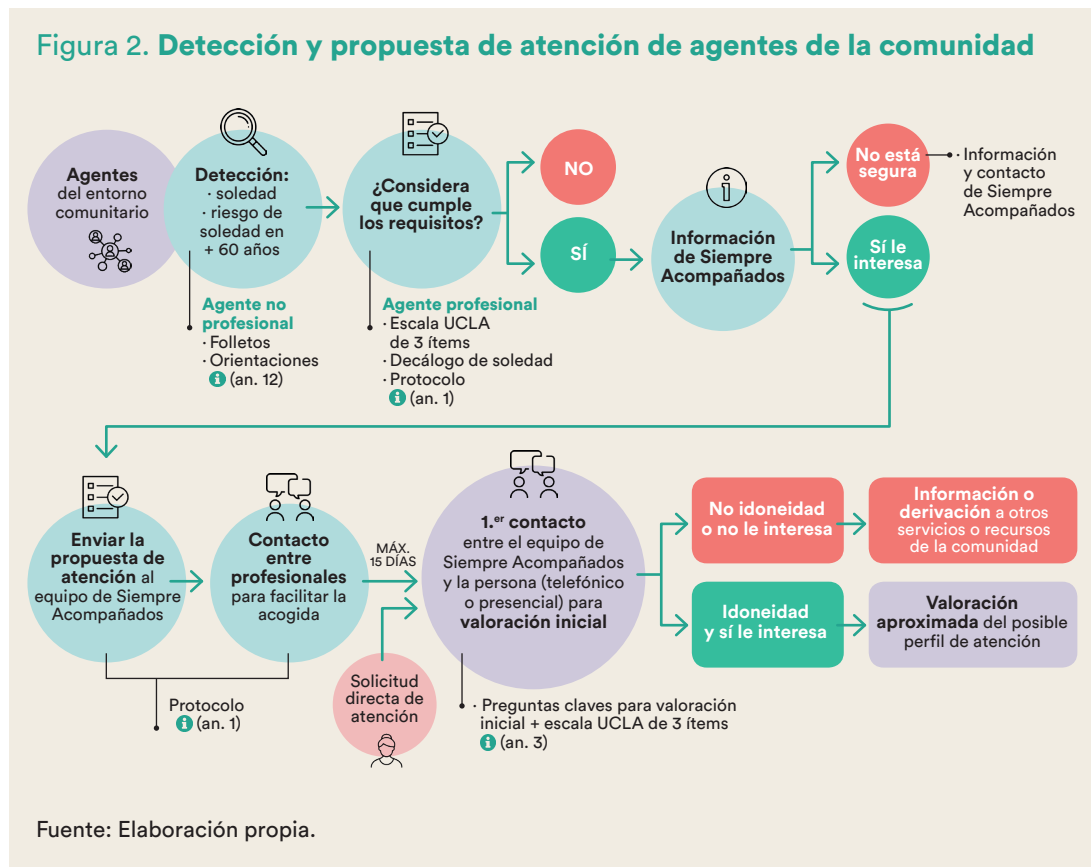 Figura 2. Detección y propuesta de atención de agentes de la comunidad
Agentes
del entorno
comunitario
Detección:
· soledad
· riesgo de
soledad en
+ 60 años
¿Considera
que cumple
los requisitos?
NO
SÍ
Información
de Siempre
Acompañados
No está
segura
· Información
y contacto
de Siempre
Acompañados
Sí le
interesa
Agente no
profesional
· Folletos
· Orientaciones
i (an. 12)
Agente profesional
· Escala UCLA
de 3 ítems
· Decálogo de soledad
· Protocolo
i (an. 1)
Enviar la
propuesta de
atención al
equipo de Siempre
Acompañados
Contacto
entre
profesionales
para facilitar la
acogida
Protocolo
i (an. 1)
MÁX.
15 DÍAS
Solicitud
directa de
atención
1.er contacto
entre el equipo de
Siempre Acompañados
y la persona (telefónico
o presencial) para
valoración inicial
· Preguntas claves para valoración
inicial + escala UCLA de 3 ítems
i (an. 3)
No idoneidad
o no le interesa
Información o
derivación a otros
servicios o recursos
de la comunidad
Idoneidad
y sí le interesa
Valoración
aproximada del posible
perfil de atención
Fuente: Elaboración propia.